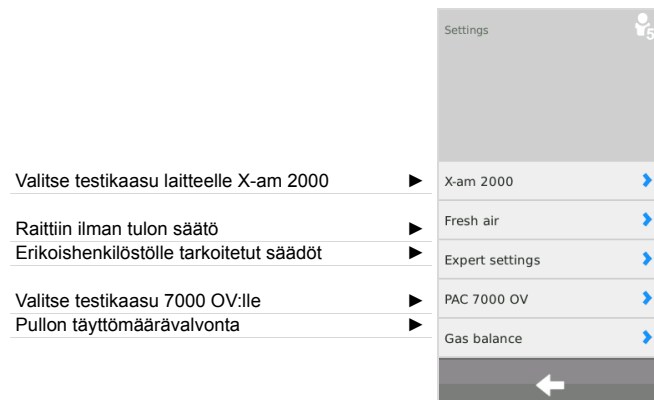 Settings
5
Valitse testikaasu laitteelle X-am 2000 ► X-am 2000
Raittiin ilman tulon säätö ► Fresh air
Erikoishenkilöstölle tarkoitetut säädöt ► Expert settings
Valitse testikaasu 7000 OV:lle ► PAC 7000 OV
Pullon täyttömäärävalvonta ► Gas balance